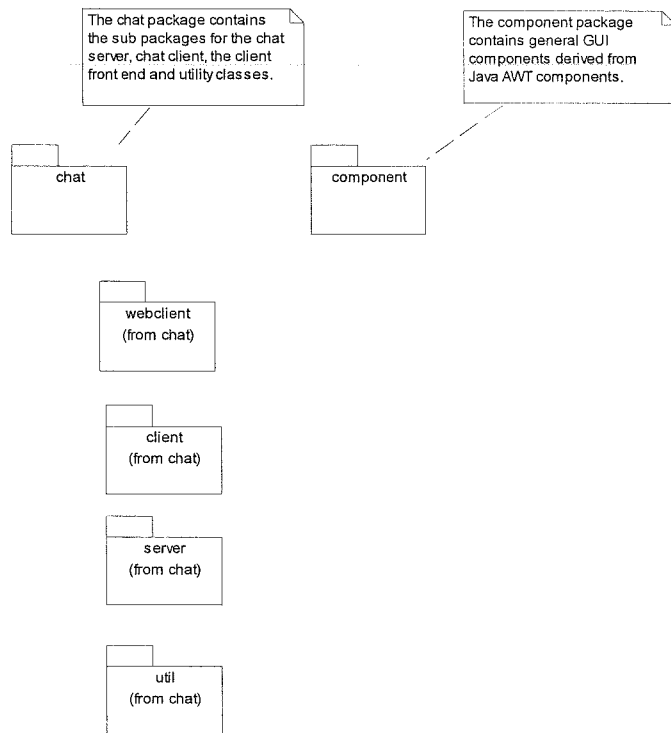 The chat package contains
the sub packages for the chat
server, chat client, the client
front end and utility classes.
The component package
contains general GUI
components derived from
Java AWT components.
chat
component
webclient
(from chat)
client
(from chat)
server
(from chat)
util
(from chat)